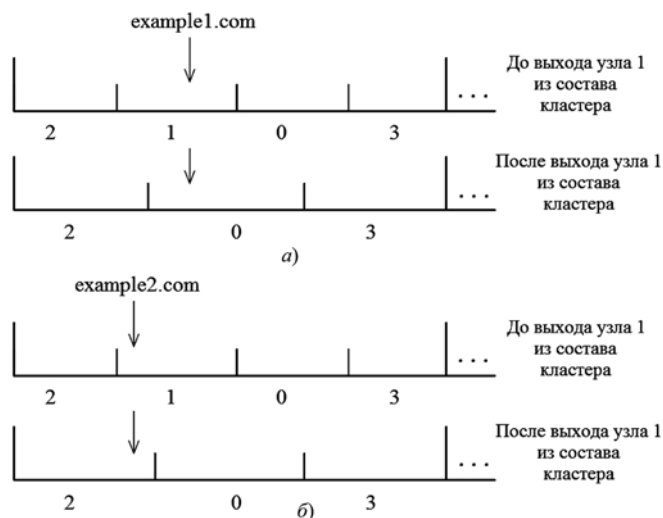 example1.com
До выхода узла 1
из состава
кластера
...
2 1 0 3
После выхода узла 1
из состава
кластера
...
2 0 3
а)
example2.com
До выхода узла 1
из состава
кластера
...
2 1 0 3
После выхода узла 1
из состава
кластера
...
2 0 3
б)